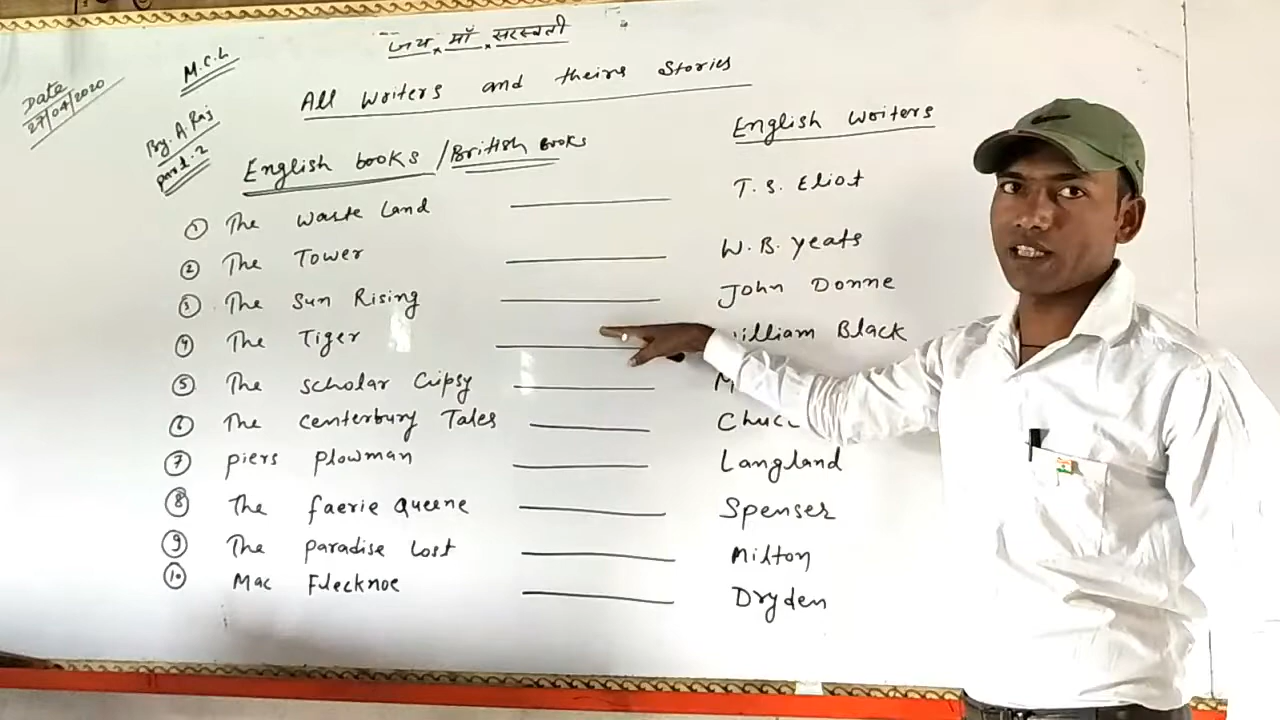 जय माँ सरस्वती
Date
27/04/2020
M.C.L
By. A Raj
part.2
All Writers and theirs Stories
English books / British Books
English Writers
① The Waste Land T. S. Eliot
② The Tower W. B. Yeats
③ The Sun Rising John Donne
④ The Tiger illiam Black
⑤ The scholar Gipsy M
⑥ The centerbury Tales Chuc
⑦ piers plowman Langland
⑧ The faerie Queene Spenser
⑨ The paradise Lost Milton
⑩ Mac Flecknoe Dryden